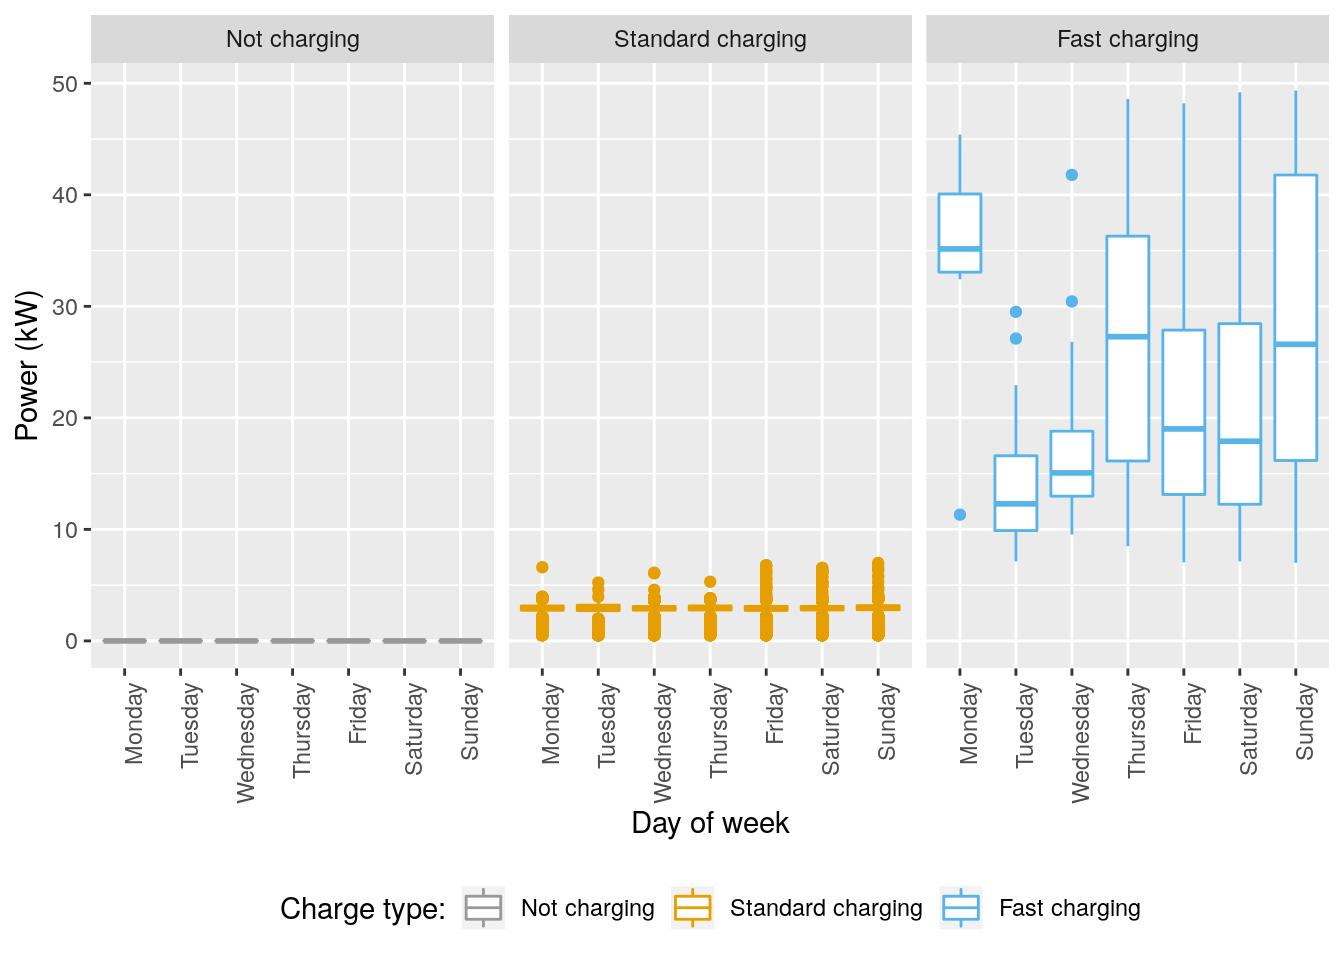 Not charging
Standard charging
Fast charging
Power (kW)
50
40
30
20
10
0
Monday
Tuesday
Wednesday
Thursday
Friday
Saturday
Sunday
Monday
Tuesday
Wednesday
Thursday
Friday
Saturday
Sunday
Monday
Tuesday
Wednesday
Thursday
Friday
Saturday
Sunday
Day of week
Charge type: Not charging Standard charging Fast charging